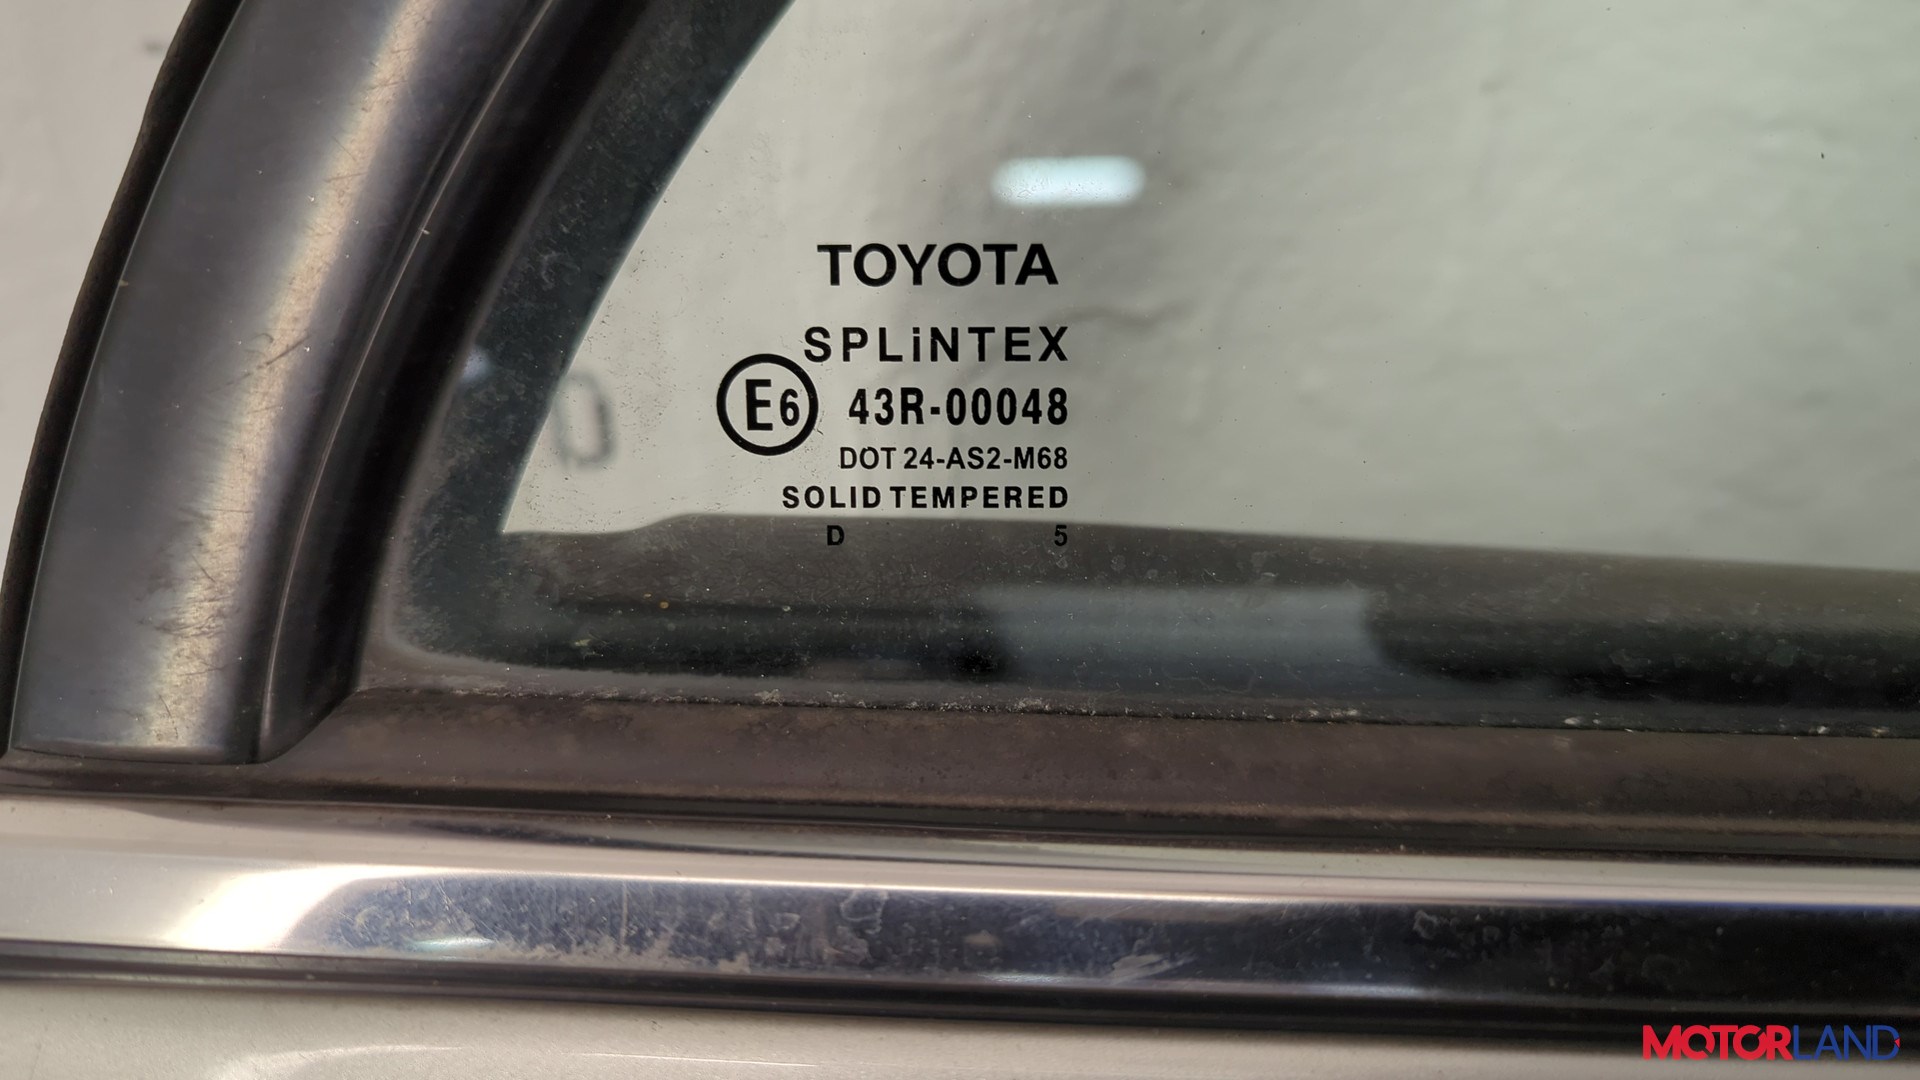 TOYOTA
SPLiNTEX
E6 43R-00048
DOT 24-AS2-M68
SOLID TEMPERED
D 5
MOTORLAND